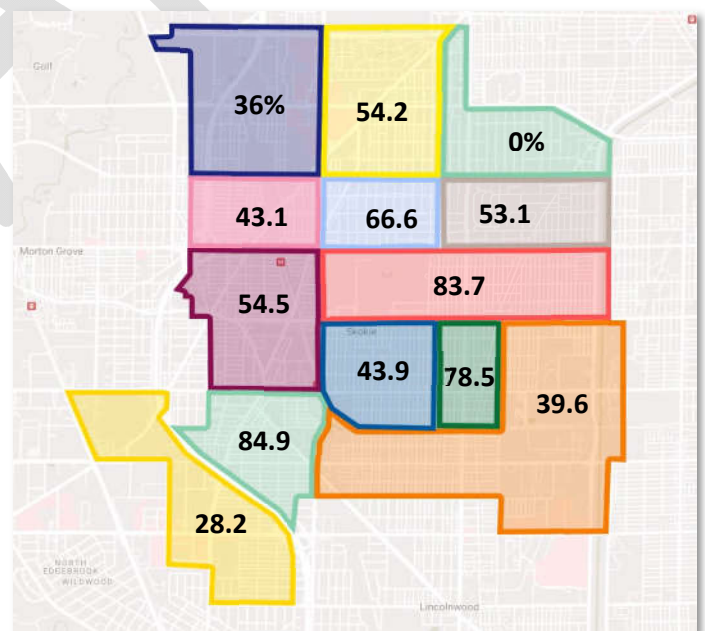 Golf
36%
54.2
0%
43.1
66.6
53.1
Morton Grove
54.5
83.7
Skokie
43.9
78.5
39.6
84.9
28.2
NORTH
EDGEBROOK
WILDWOOD
Lincolnwood